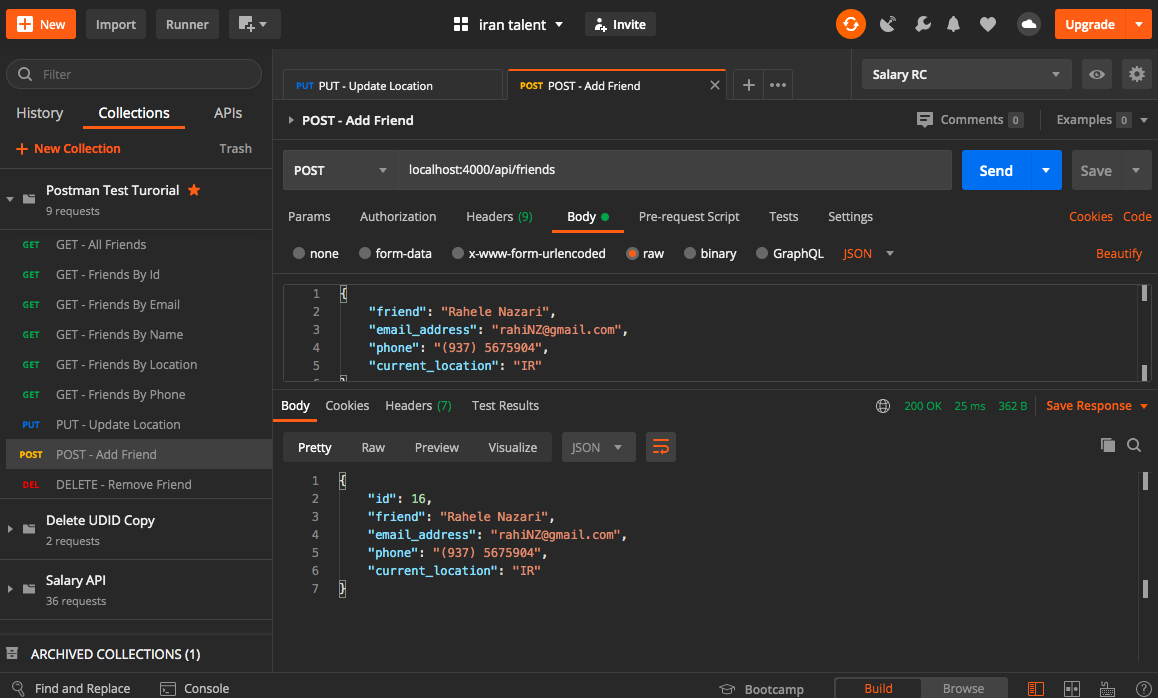 New Import Runner iran talent Invite Upgrade
Filter
History Collections APIs
New Collection Trash
Postman Test Turorial
9 requests
GET GET - All Friends
GET GET - Friends By Id
GET GET - Friends By Email
GET GET - Friends By Name
GET GET - Friends By Location
GET GET - Friends By Phone
PUT PUT - Update Location
POST POST - Add Friend
DEL DELETE - Remove Friend
Delete UDID Copy
2 requests
Salary API
36 requests
ARCHIVED COLLECTIONS (1)
PUT PUT - Update Location POST POST - Add Friend Salary RC
POST - Add Friend Comments 0 Examples 0
POST localhost:4000/api/friends Send Save
Params Authorization Headers (9) Body Pre-request Script Tests Settings Cookies Code
none form-data x-www-form-urlencoded raw binary GraphQL JSON Beautify
1 {
2 "friend": "Rahele Nazari",
3 "email_address": "rahiNZ@gmail.com",
4 "phone": "(937) 5675904",
5 "current_location": "IR"
6 }
Body Cookies Headers (7) Test Results 200 OK 25 ms 362 B Save Response
Pretty Raw Preview Visualize JSON
1 {
2 "id": 16,
3 "friend": "Rahele Nazari",
4 "email_address": "rahiNZ@gmail.com",
5 "phone": "(937) 5675904",
6 "current_location": "IR"
7 }
Find and Replace Console Bootcamp Build Browse